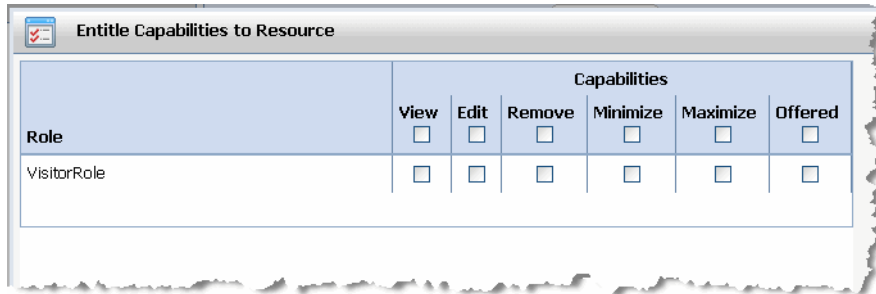 Entitle Capabilities to Resource
Capabilities
View Edit Remove Minimize Maximize Offered
Role
VisitorRole